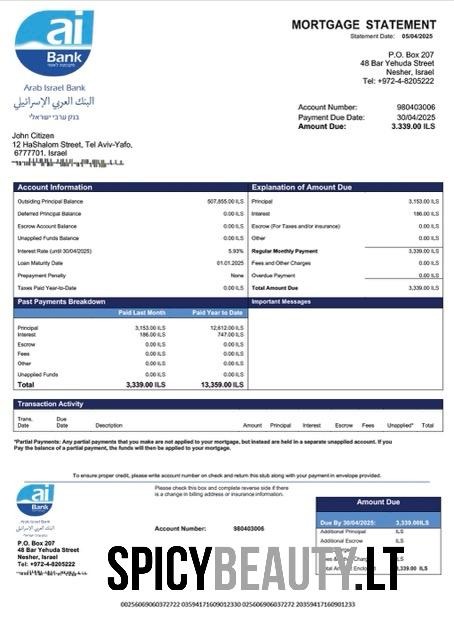 ai
Bank
Arab Israel Bank
البنك العربي الإسرائيلي
בנק ערבי ישראלי
MORTGAGE STATEMENT
Statement Date: 05/04/2025
P.O. Box 207
48 Bar Yehuda Street
Nesher, Israel
Tel: +972-4-8205222
Account Number: 980403006
Payment Due Date: 30/04/2025
Amount Due: 3.339.00 ILS
John Citizen
12 HaShalom Street, Tel Aviv-Yafo,
6777701, Israel
Account Information
Outsiding Principal Balance 507,855.00 ILS
Deferred Principal Balance 0.00 ILS
Escrow Account Balance 0.00 ILS
Unapplied Funds Balance 0.00 ILS
Interest Rate (until 30/04/2025) 5.93%
Loan Maturity Date 01.01.2025
Prepayment Penalty None
Taxes Paid Year-to-Date 0.00 ILS
Explanation of Amount Due
Principal 3,153.00 ILS
Interest 186.00 ILS
Escrow (For Taxes and/or insurance) 0.00 ILS
Other 0.00 ILS
Regular Monthly Payment 3,339.00 ILS
Fees and Other Charges 0.00 ILS
Overdue Payment 0.00 ILS
Total Amount Due 3,339.00 ILS
Past Payments Breakdown
Paid Last Month Paid Year to Date
Principal 3,153.00 ILS 12,612.00 ILS
Interest 186.00 ILS 747.00 ILS
Escrow 0.00 ILS 0.00 ILS
Fees 0.00 ILS 0.00 ILS
Other 0.00 ILS 0.00 ILS
Unapplied Funds 0.00 ILS 0.00 ILS
Total 3,339.00 ILS 13,359.00 ILS
Important Messages
Transaction Activity
Trans. Date Due Date Description Amount Principal Interest Escrow Fees Unapplied* Total
*Partial Payments: Any partial payments that you make are not applied to your mortgage, but instead are held in a separate unapplied account. If you
Pay the balance of a partial payment, the funds will then be applied to your mortgage.
To ensure proper credit, please write account number on check and return this stub along with your payment in envelope provided.
ai
Bank
Arab Israel Bank
البنك العربي الإسرائيلي
P.O. Box 207
48 Bar Yehuda Street
Nesher, Israel
Tel: +972-4-8205222
Please check this box and complete reverse side if there
is a change in billing address or insurance information.
Account Number: 980403006
Amount Due
Due By 30/04/2025: 3,339.00ILS
Additional Principal ILS
Additional Escrow ILS
ILS
3,339.00 ILS
SPICYBEAUTY.LT